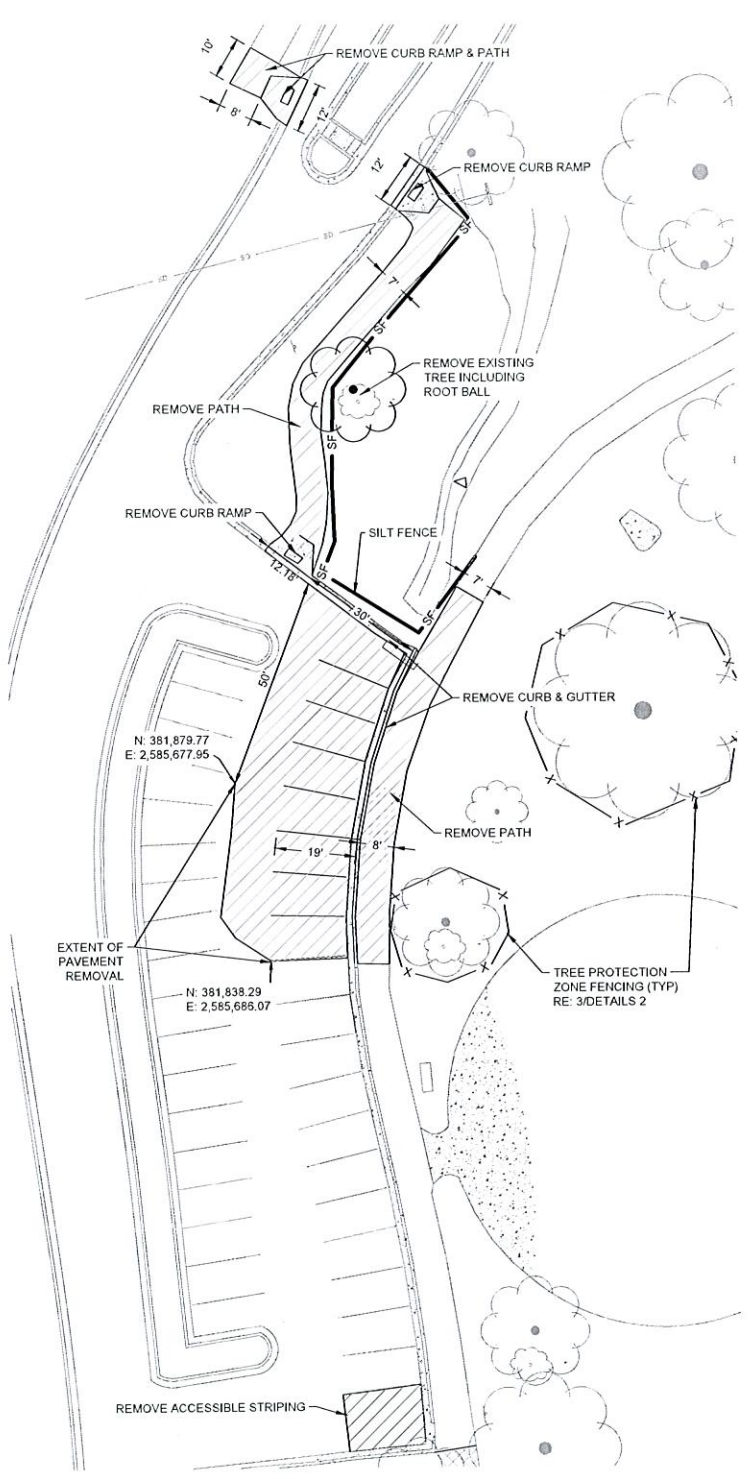 10'
REMOVE CURB RAMP & PATH
8'
12'
12'
REMOVE CURB RAMP
SF
7'
SF
REMOVE EXISTING
TREE INCLUDING
ROOT BALL
REMOVE PATH
SF
REMOVE CURB RAMP
SILT FENCE
12.18'
SF
7'
30'
SF
50'
REMOVE CURB & GUTTER
N: 381,879.77
E: 2,585,677.95
REMOVE PATH
19'
8'
EXTENT OF
PAVEMENT
REMOVAL
TREE PROTECTION
ZONE FENCING (TYP)
RE: 3/DETAILS 2
N: 381,838.29
E: 2,585,686.07
REMOVE ACCESSIBLE STRIPING